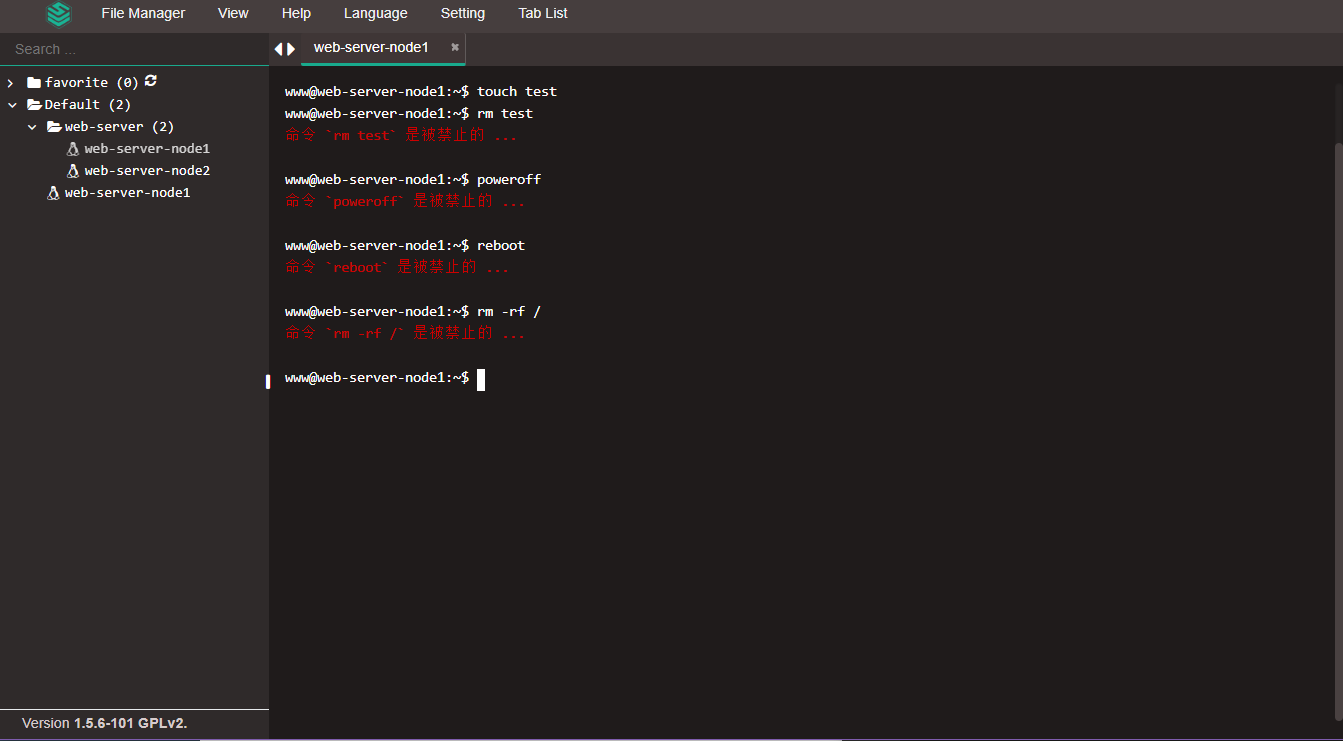 File Manager View Help Language Setting Tab List
Search ...
web-server-node1
favorite (0)
Default (2)
web-server (2)
web-server-node1
web-server-node2
web-server-node1
www@web-server-node1:~$ touch test
www@web-server-node1:~$ rm test
命令 `rm test` 是被禁止的 ...
www@web-server-node1:~$ poweroff
命令 `poweroff` 是被禁止的 ...
www@web-server-node1:~$ reboot
命令 `reboot` 是被禁止的 ...
www@web-server-node1:~$ rm -rf /
命令 `rm -rf /` 是被禁止的 ...
www@web-server-node1:~$
Version 1.5.6-101 GPLv2.